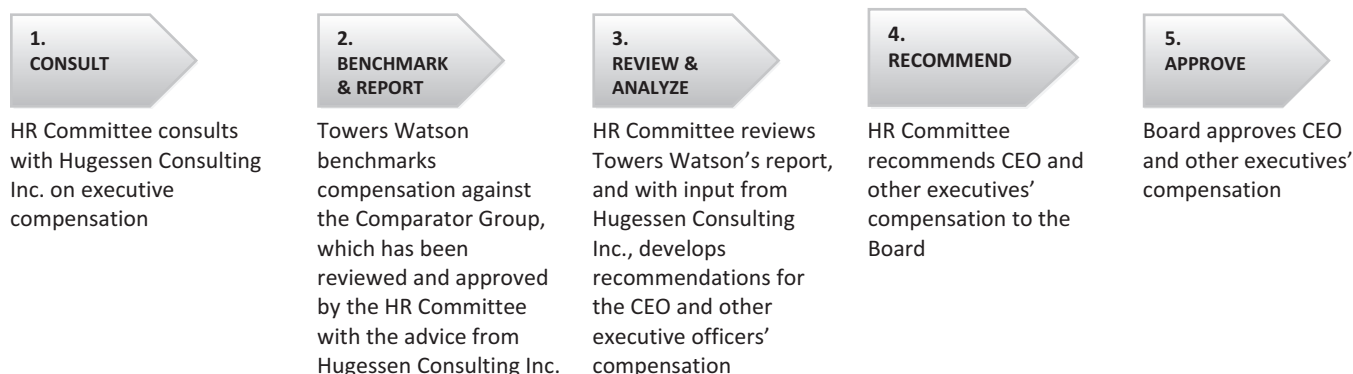 1.
CONSULT
HR Committee consults
with Hugessen Consulting
Inc. on executive
compensation
2.
BENCHMARK
& REPORT
Towers Watson
benchmarks
compensation against
the Comparator Group,
which has been
reviewed and approved
by the HR Committee
with the advice from
Hugessen Consulting Inc.
3.
REVIEW &
ANALYZE
HR Committee reviews
Towers Watson’s report,
and with input from
Hugessen Consulting
Inc., develops
recommendations for
the CEO and other
executive officers’
compensation
4.
RECOMMEND
HR Committee
recommends CEO and
other executives’
compensation to the
Board
5.
APPROVE
Board approves CEO
and other executives’
compensation